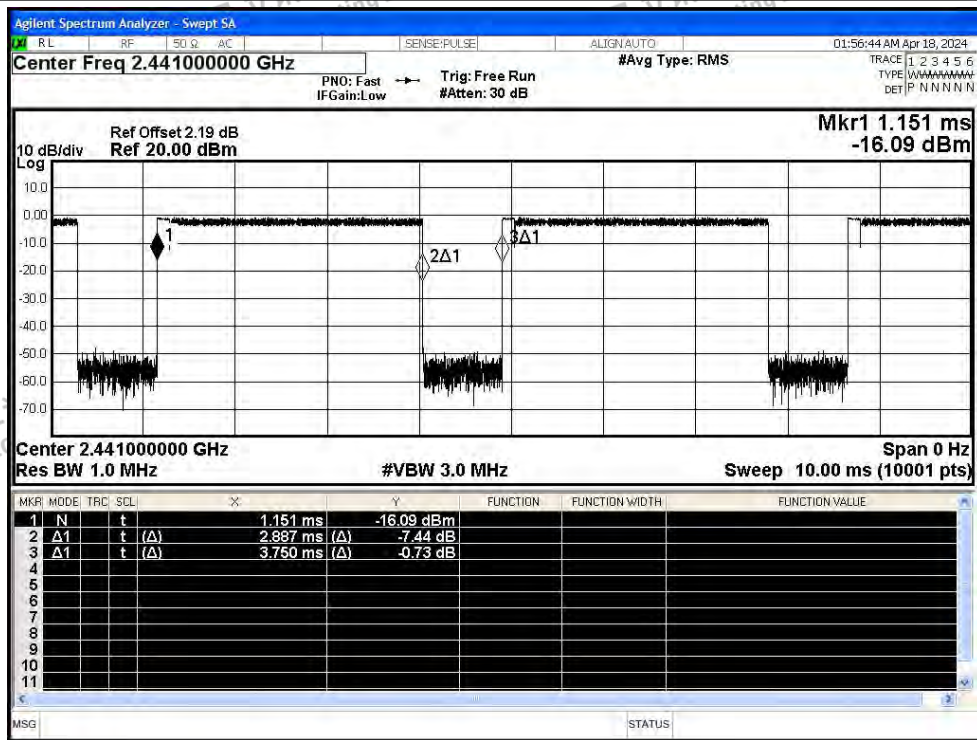 Agilent Spectrum Analyzer - Swept SA
RL RF 50 Ω AC SENSE:PULSE ALIGN AUTO 01:56:44 AM Apr 18, 2024
Center Freq 2.441000000 GHz
PNO: Fast
IFGain:Low
Trig: Free Run
#Atten: 30 dB
#Avg Type: RMS
TRACE 1 2 3 4 5 6
TYPE WWWWWW
DET P N N N N N
Mkr1 1.151 ms
-16.09 dBm
Ref Offset 2.19 dB
10 dB/div Ref 20.00 dBm
Log
10.0
0.00
-10.0
-20.0
-30.0
-40.0
-50.0
-60.0
-70.0
1
2Δ1
3Δ1
Center 2.441000000 GHz Span 0 Hz
Res BW 1.0 MHz #VBW 3.0 MHz Sweep 10.00 ms (10001 pts)
MKR MODE TRC SCL X Y FUNCTION FUNCTION WIDTH FUNCTION VALUE
1 N t 1.151 ms -16.09 dBm
2 Δ1 t (Δ) 2.887 ms (Δ) -7.44 dB
3 Δ1 t (Δ) 3.750 ms (Δ) -0.73 dB
4
5
6
7
8
9
10
11
MSG STATUS